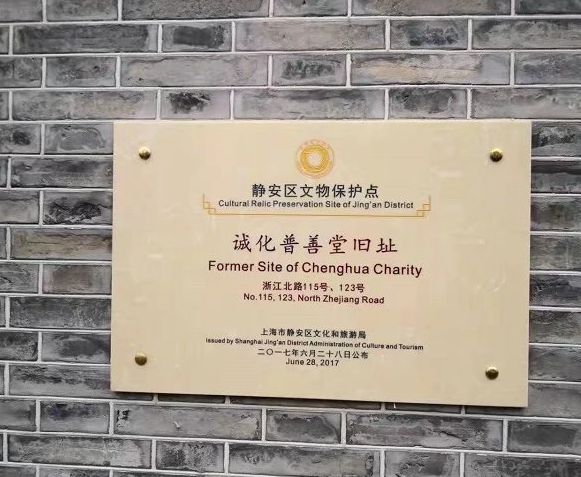 静安区文物保护点
Cultural Relic Preservation Site of Jing'an District
诚化普善堂旧址
Former Site of Chenghua Charity
浙江北路115号、123号
No.115, 123, North Zhejiang Road
上海市静安区文化和旅游局
Issued by Shanghai Jing'an District Administration of Culture and Tourism
二〇一七年六月二十八日公布
June 28, 2017